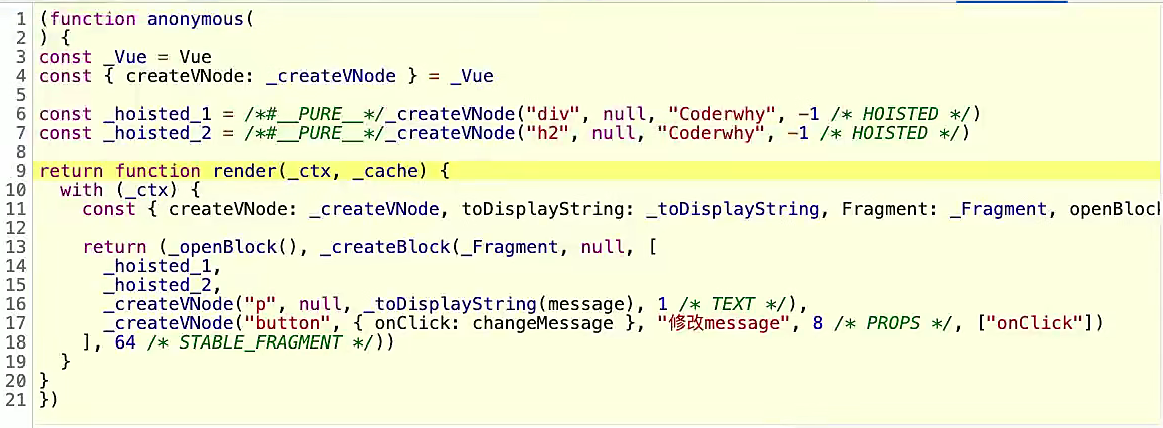 1 (function anonymous(
2 ) {
3 const _Vue = Vue
4 const { createVNode: _createVNode } = _Vue
5
6 const _hoisted_1 = /*#__PURE__*/_createVNode("div", null, "Coderwhy", -1 /* HOISTED */)
7 const _hoisted_2 = /*#__PURE__*/_createVNode("h2", null, "Coderwhy", -1 /* HOISTED */)
8
9 return function render(_ctx, _cache) {
10   with (_ctx) {
11     const { createVNode: _createVNode, toDisplayString: _toDisplayString, Fragment: _Fragment, openBlock
12
13     return (_openBlock(), _createBlock(_Fragment, null, [
14       _hoisted_1,
15       _hoisted_2,
16       _createVNode("p", null, _toDisplayString(message), 1 /* TEXT */),
17       _createVNode("button", { onClick: changeMessage }, "修改message", 8 /* PROPS */, ["onClick"])
18     ], 64 /* STABLE_FRAGMENT */))
19   }
20 }
21 })